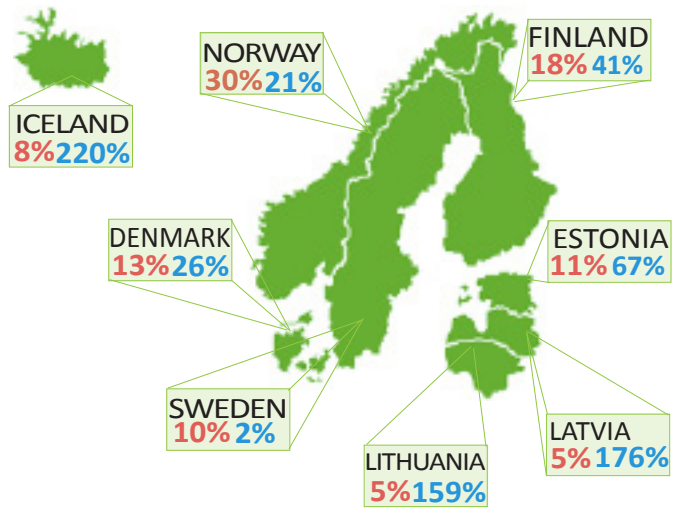 NORWAY
30% 21%
FINLAND
18% 41%
ICELAND
8% 220%
DENMARK
13% 26%
ESTONIA
11% 67%
SWEDEN
10% 2%
LATVIA
5% 176%
LITHUANIA
5% 159%